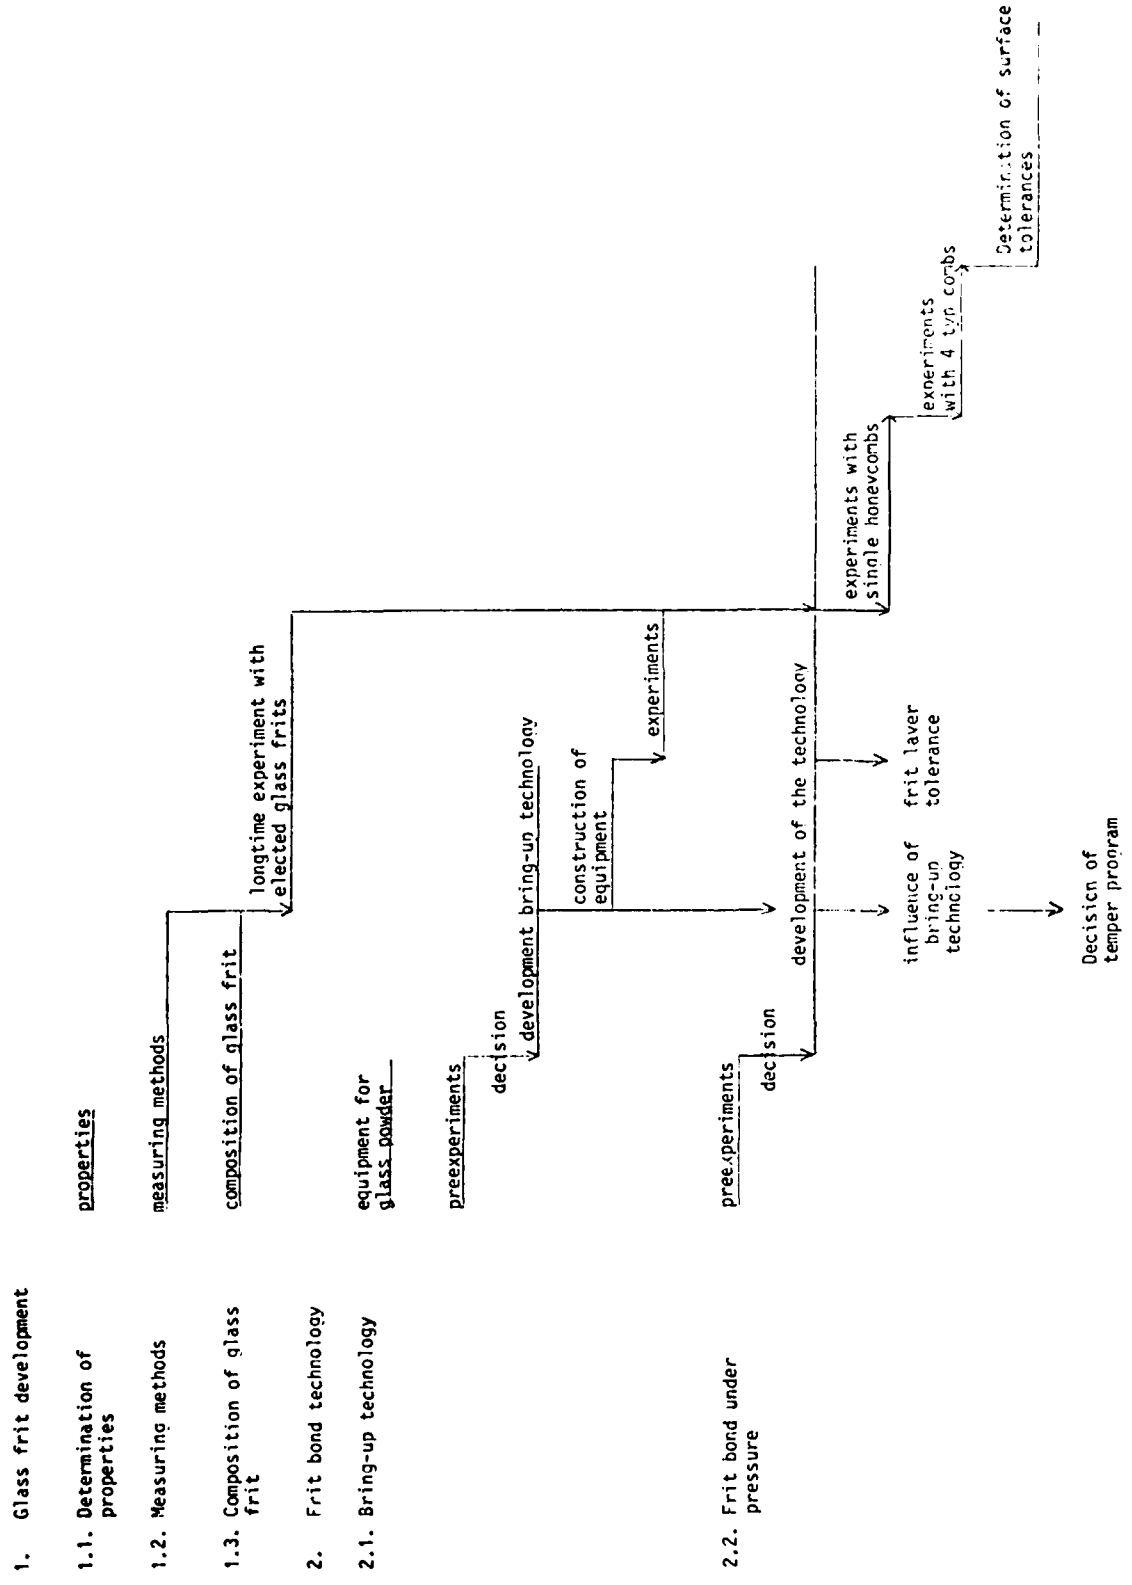 1. Glass frit development
1.1. Determination of
properties
properties
1.2. Measuring methods
measuring methods
1.3. Composition of glass
frit
composition of glass frit
longtime experiment with
elected glass frits
2. Frit bond technology
2.1. Bring-up technology
equipment for
glass powder
preexperiments
decision
development bring-up technology
construction of
equipment
experiments
2.2. Frit bond under
pressure
preexperiments
decision
development of the technology
influence of
bring-up
technology
frit layer
tolerance
Decision of
temper program
experiments with
single honeycombs
experiments
with 4 typ combs
Determination of surface
tolerances